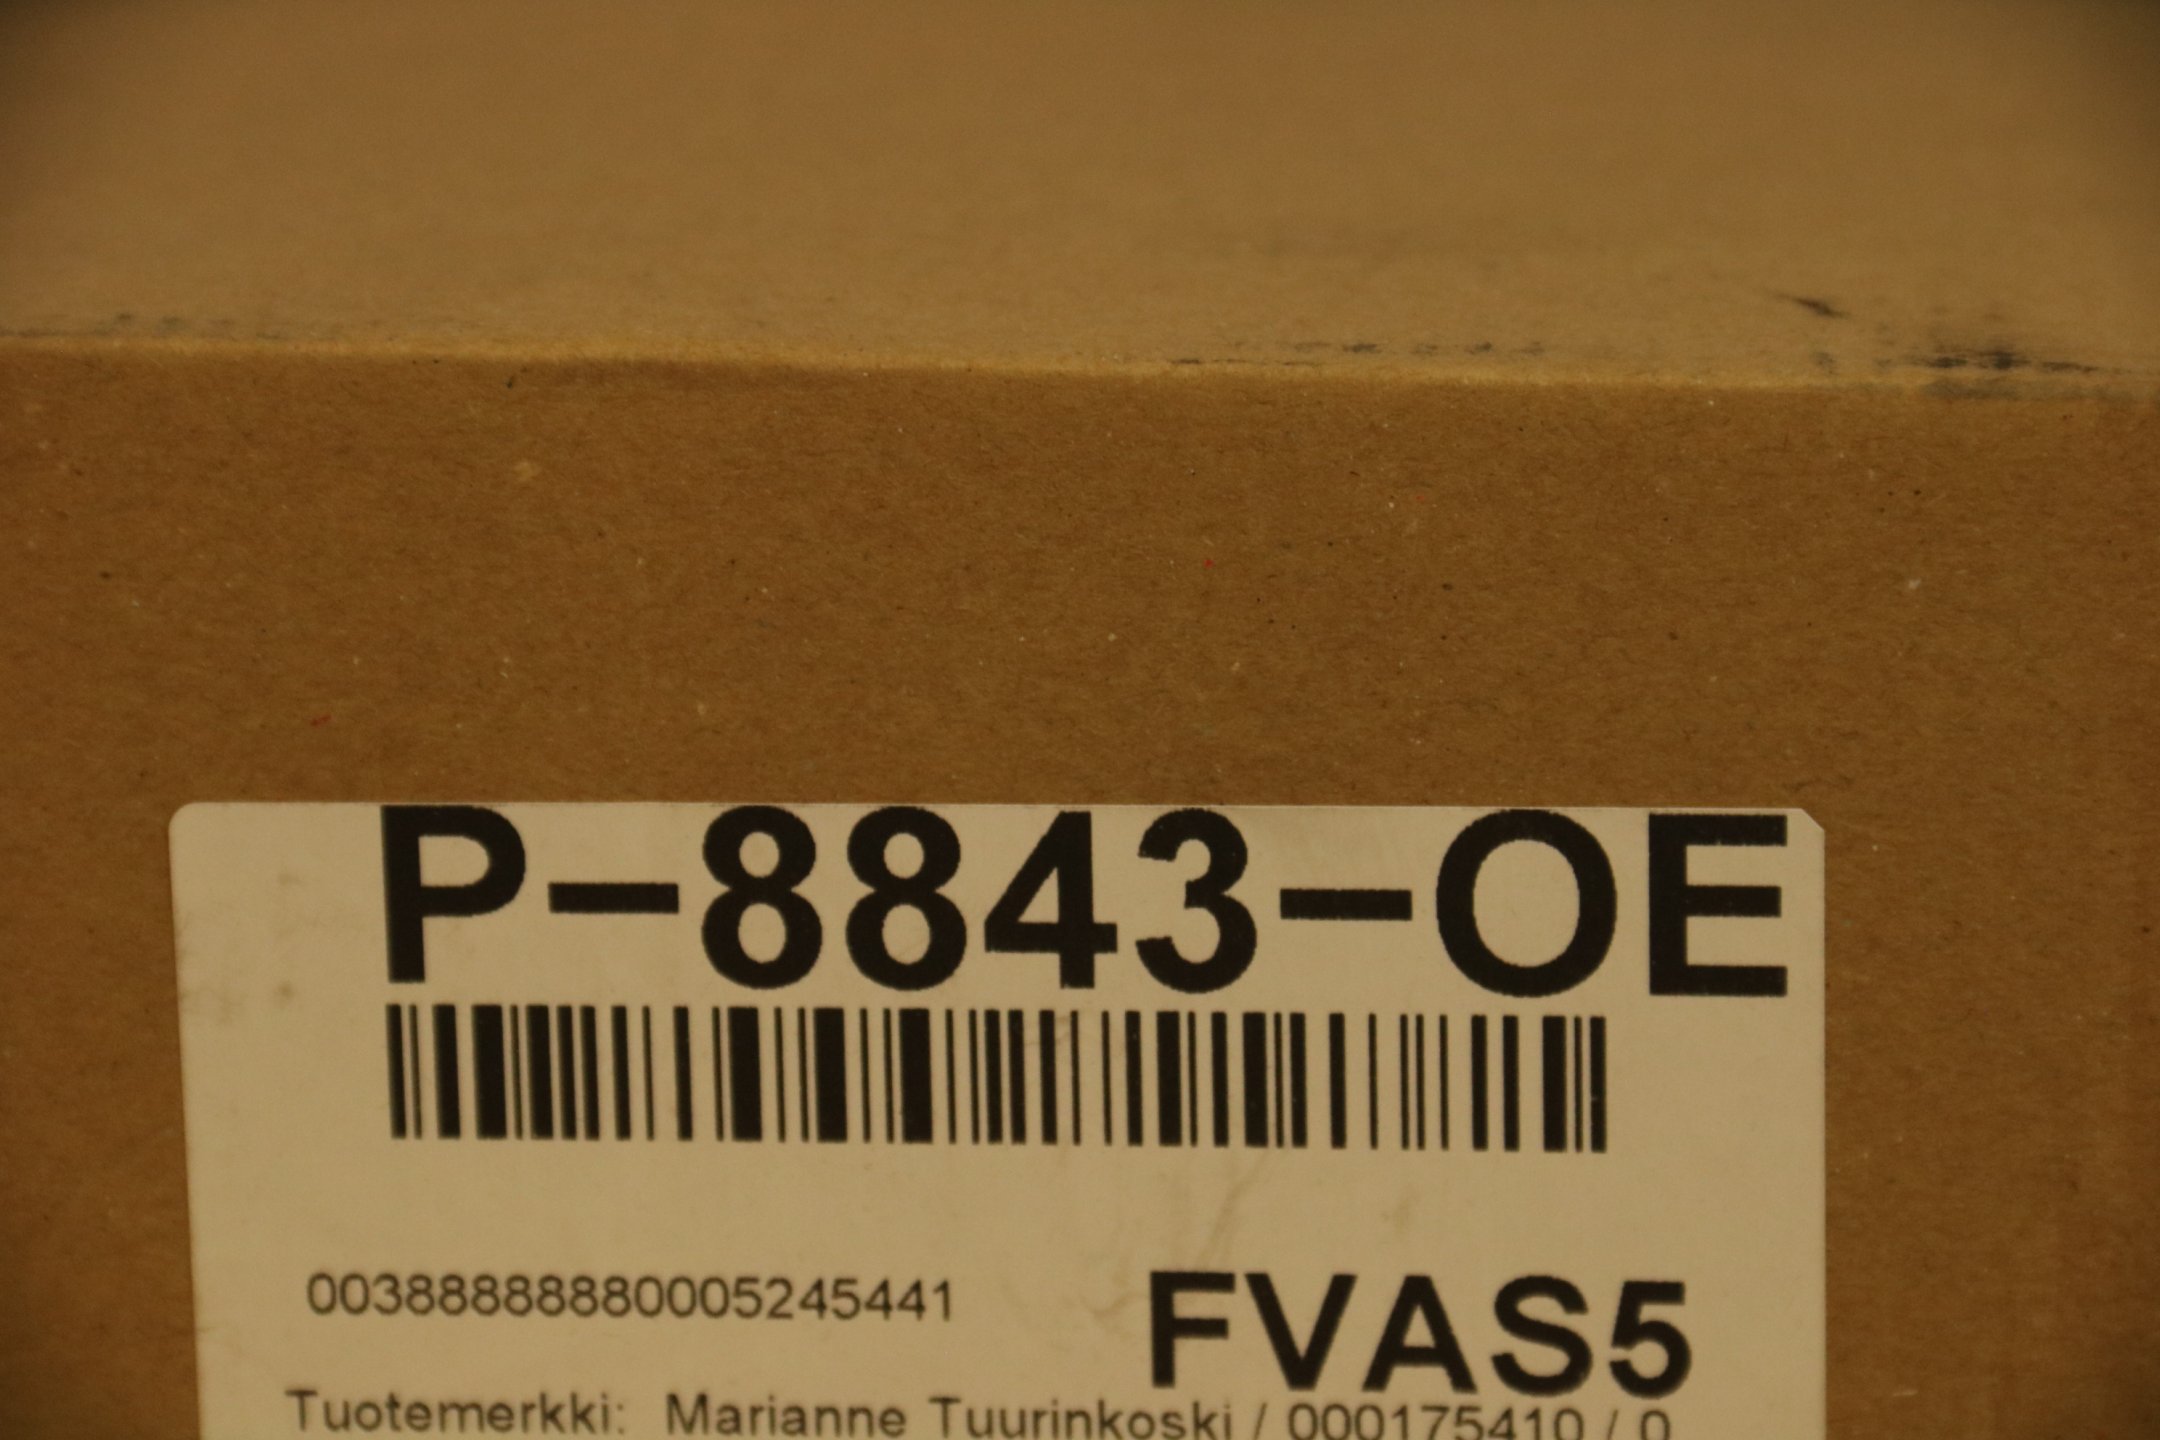 P-8843-OE
00388888880005245441
FVAS5
Tuotemerkki: Marianne Tuurinkoski / 000175410 / 0